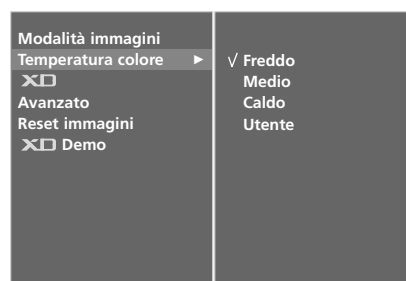 Modalità immagini
Temperatura colore ►
XD
Avanzato
Reset immagini
XD Demo
√ Freddo
Medio
Caldo
Utente